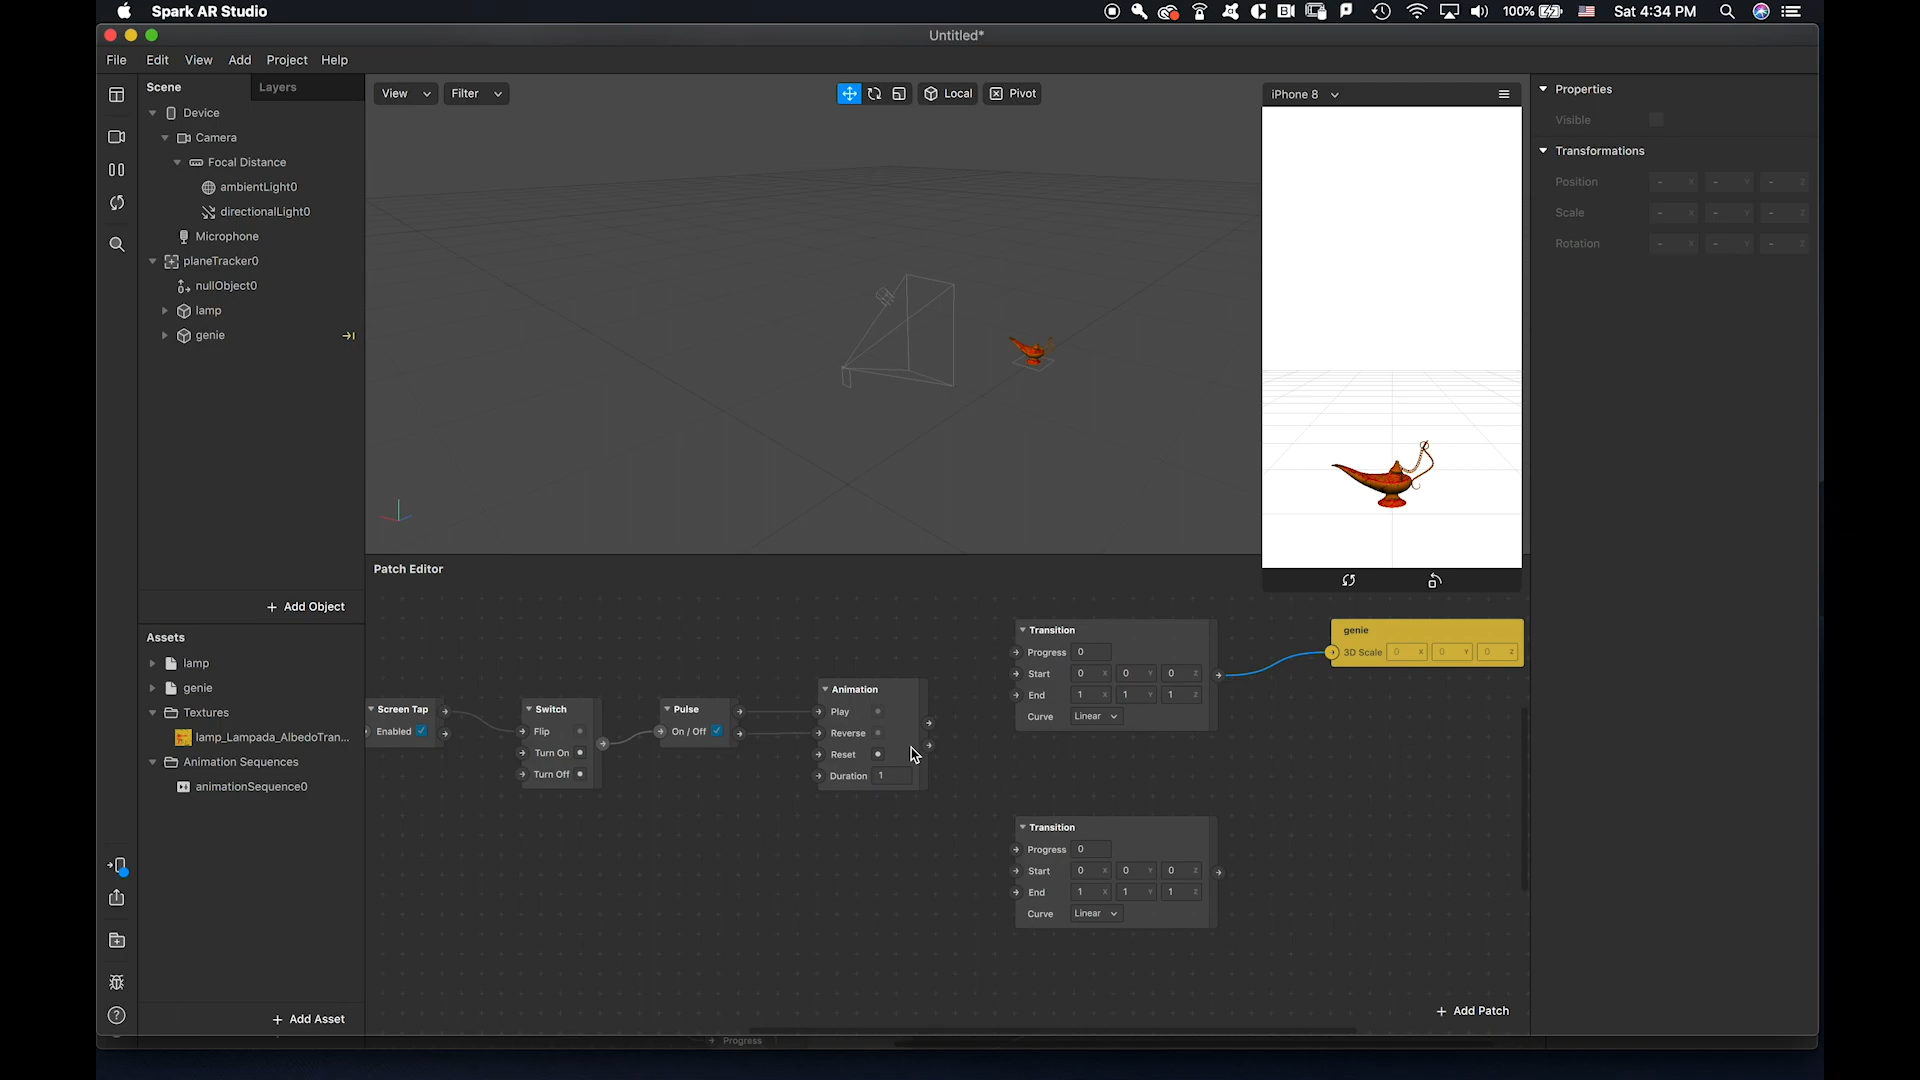 Spark AR Studio
100%
Sat 4:34 PM
Untitled*
File Edit View Add Project Help
Scene Layers
Device
Camera
Focal Distance
ambientLight0
directionalLight0
Microphone
planeTracker0
nullObject0
lamp
genie
+ Add Object
Assets
lamp
genie
Textures
lamp_Lampada_AlbedoTran...
Animation Sequences
animationSequence0
+ Add Asset
View Filter
Local Pivot
iPhone 8
Properties
Visible
Transformations
Position - X - Y - Z
Scale - X - Y - Z
Rotation - X - Y - Z
Patch Editor
Screen Tap
Enabled
Switch
Flip
Turn On
Turn Off
Pulse
On / Off
Animation
Play
Reverse
Reset
Duration 1
Transition
Progress 0
Start 0 X 0 Y 0 Z
End 1 X 1 Y 1 Z
Curve Linear
Transition
Progress 0
Start 0 X 0 Y 0 Z
End 1 X 1 Y 1 Z
Curve Linear
genie
3D Scale 0 X 0 Y 0 Z
+ Add Patch
Progress